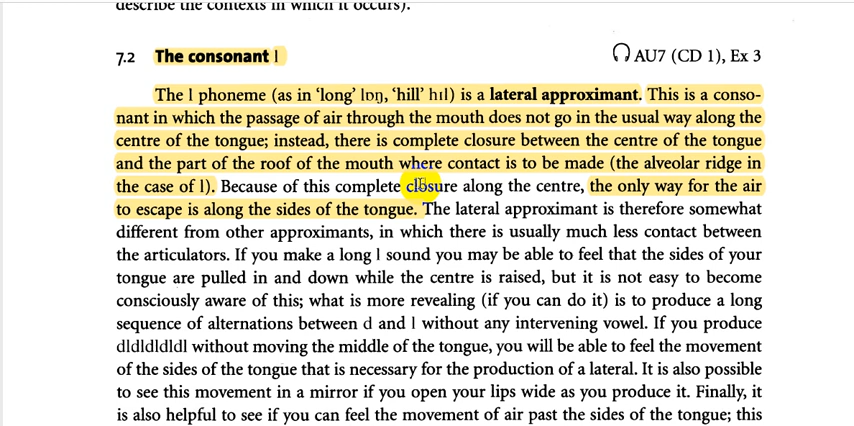 describe the contexts in which it occurs).
7.2 The consonant l AU7 (CD 1), Ex 3
The l phoneme (as in ‘long’ lɒŋ, ‘hill’ hɪl) is a lateral approximant. This is a conso-
nant in which the passage of air through the mouth does not go in the usual way along the
centre of the tongue; instead, there is complete closure between the centre of the tongue
and the part of the roof of the mouth where contact is to be made (the alveolar ridge in
the case of l). Because of this complete closure along the centre, the only way for the air
to escape is along the sides of the tongue. The lateral approximant is therefore somewhat
different from other approximants, in which there is usually much less contact between
the articulators. If you make a long l sound you may be able to feel that the sides of your
tongue are pulled in and down while the centre is raised, but it is not easy to become
consciously aware of this; what is more revealing (if you can do it) is to produce a long
sequence of alternations between d and l without any intervening vowel. If you produce
dldldldldl without moving the middle of the tongue, you will be able to feel the movement
of the sides of the tongue that is necessary for the production of a lateral. It is also possible
to see this movement in a mirror if you open your lips wide as you produce it. Finally, it
is also helpful to see if you can feel the movement of air past the sides of the tongue; this